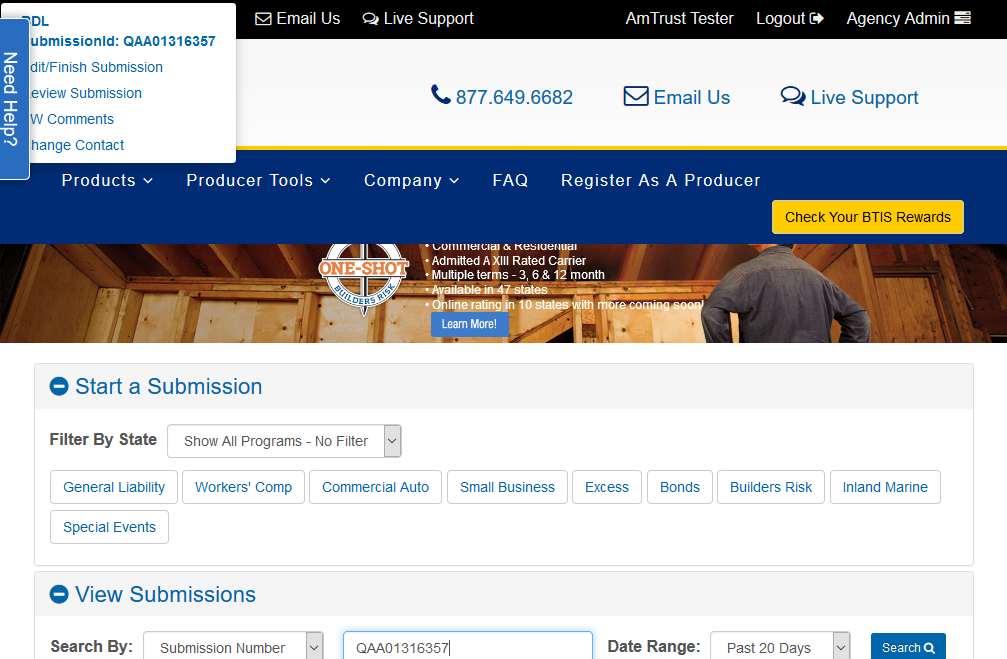 DL
ubmissionId: QAA01316357
dit/Finish Submission
eview Submission
W Comments
hange Contact
Need Help?
Email Us
Live Support
AmTrust Tester
Logout
Agency Admin
877.649.6682
Email Us
Live Support
Products
Producer Tools
Company
FAQ
Register As A Producer
Check Your BTIS Rewards
ONE-SHOT
BUILDERS RISK
• Commercial & Residential
• Admitted A XIII Rated Carrier
• Multiple terms - 3, 6 & 12 month
• Available in 47 states
• Online rating in 10 states with more coming soon!
Learn More!
Start a Submission
Filter By State
Show All Programs - No Filter
General Liability
Workers' Comp
Commercial Auto
Small Business
Excess
Bonds
Builders Risk
Inland Marine
Special Events
View Submissions
Search By:
Submission Number
QAA01316357
Date Range:
Past 20 Days
Search